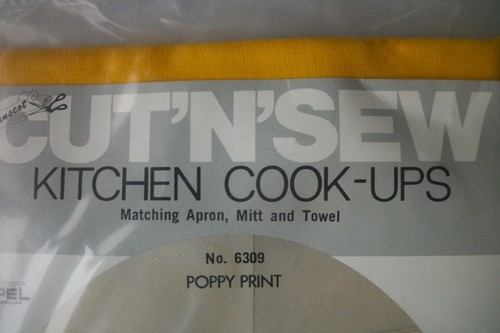 CUT'N'SEW
KITCHEN COOK-UPS
Matching Apron, Mitt and Towel
No. 6309
POPPY PRINT